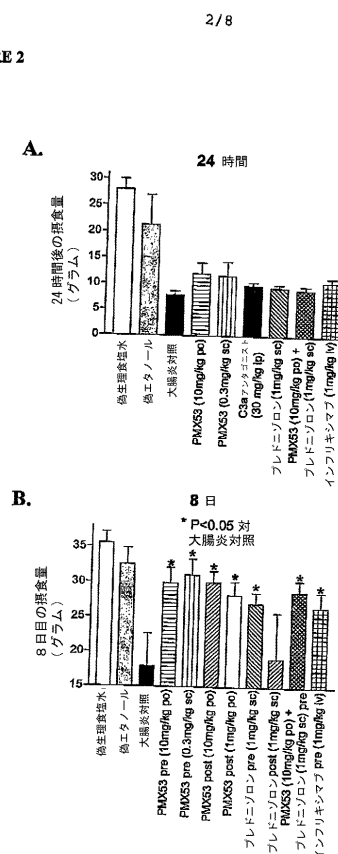 2/8
RE 2
A.
24 時間
24時間後の摂食量
(グラム)
30
25
20
15
10
5
0
偽生理食塩水
偽エタノール
大腸炎対照
PMX53 (10mg/kg po)
PMX53 (0.3mg/kg sc)
C3aアンタゴニスト
(30 mg/kg ip)
プレドニゾロン (1mg/kg sc)
PMX53 (10mg/kg po) +
プレドニゾロン (1mg/kg sc)
インフリキシマブ (1mg/kg iv)
B.
8 日
* P<0.05 対
大腸炎対照
8日目の摂食量
(グラム)
35
30
25
20
15
* * * * * * *
偽生理食塩水
偽エタノール
大腸炎対照
PMX53 pre (10mg/kg po)
PMX53 pre (0.3mg/kg sc)
PMX53 post (10mg/kg po)
PMX53 post (1mg/kg po)
プレドニゾロン pre (1mg/kg sc)
プレドニゾロン post (1mg/kg sc)
PMX53 (10mg/kg po) +
プレドニゾロン (1mg/kg sc) pre
インフリキシマブ pre (1mg/kg iv)